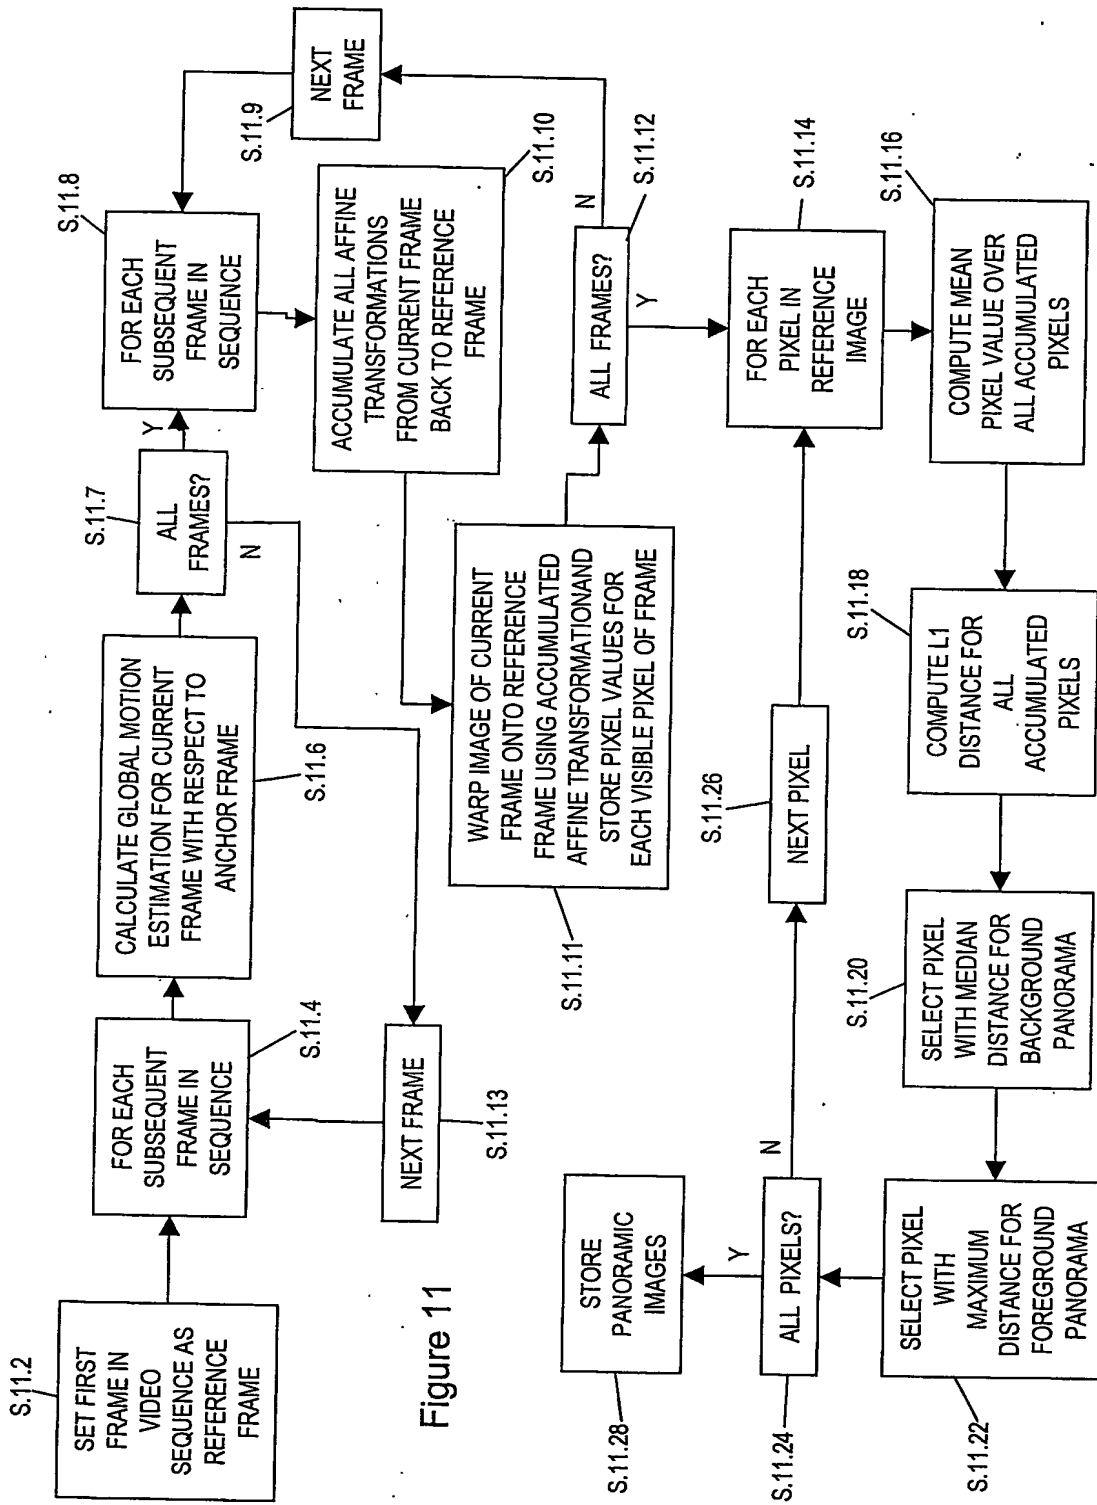 S.11.2
SET FIRST
FRAME IN
VIDEO
SEQUENCE AS
REFERENCE
FRAME
FOR EACH
SUBSEQUENT
FRAME IN
SEQUENCE
S.11.4
CALCULATE GLOBAL MOTION
ESTIMATION FOR CURRENT
FRAME WITH RESPECT TO
ANCHOR FRAME
S.11.6
S.11.7
ALL
FRAMES?
Y
N
NEXT FRAME
S.11.13
S.11.8
FOR EACH
SUBSEQUENT
FRAME IN
SEQUENCE
S.11.9
NEXT
FRAME
ACCUMULATE ALL AFFINE
TRANSFORMATIONS
FROM CURRENT FRAME
BACK TO REFERENCE
FRAME
S.11.10
WARP IMAGE OF CURRENT
FRAME ONTO REFERENCE
FRAME USING ACCUMULATED
AFFINE TRANSFORMATIONAND
STORE PIXEL VALUES FOR
EACH VISIBLE PIXEL OF FRAME
S.11.11
ALL FRAMES?
S.11.12
N
Y
FOR EACH
PIXEL IN
REFERENCE
IMAGE
S.11.14
COMPUTE MEAN
PIXEL VALUE OVER
ALL ACCUMULATED
PIXELS
S.11.16
S.11.18
COMPUTE L1
DISTANCE FOR
ALL
ACCUMULATED
PIXELS
S.11.20
SELECT PIXEL
WITH MEDIAN
DISTANCE FOR
BACKGROUND
PANORAMA
SELECT PIXEL
WITH
MAXIMUM
DISTANCE FOR
FOREGROUND
PANORAMA
S.11.22
ALL PIXELS?
S.11.24
N
Y
NEXT PIXEL
S.11.26
STORE
PANORAMIC
IMAGES
S.11.28
Figure 11